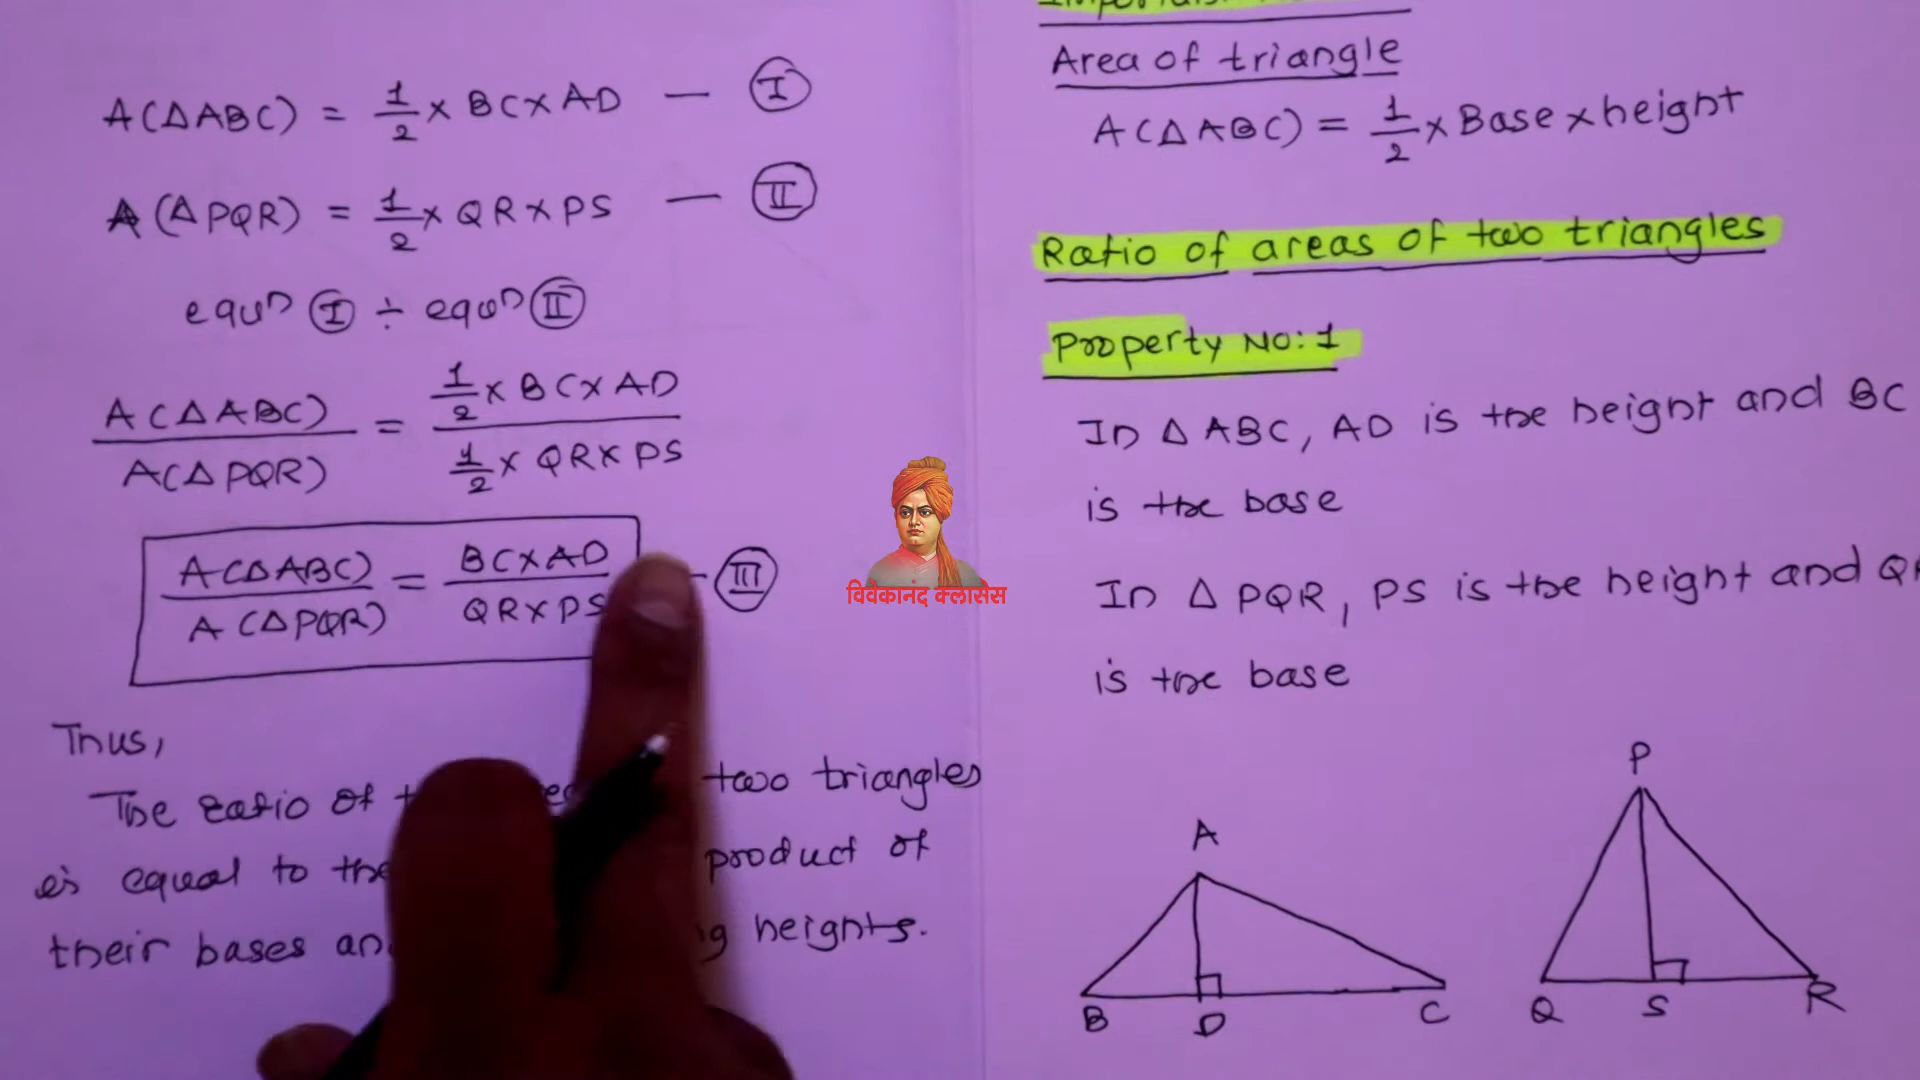 A(△ABC) = 1/2 × BC × AD — I
A(△PQR) = 1/2 × QR × PS — II
equⁿ I ÷ equⁿ II
A(△ABC)/A(△PQR) = (1/2 × BC × AD)/(1/2 × QR × PS)
A(△ABC)/A(△PQR) = (BC × AD)/(QR × PS) — III
Thus,
The ratio of two triangles
is equal to the product of
their bases heights.
विवेकानंद क्लासेस
Area of triangle
A(△ABC) = 1/2 × Base × height
Ratio of areas of two triangles
Property No: 1
In △ABC, AD is the height and BC
is the base
In △PQR, PS is the height and
is the base
A
B
D
C
P
Q
S
R